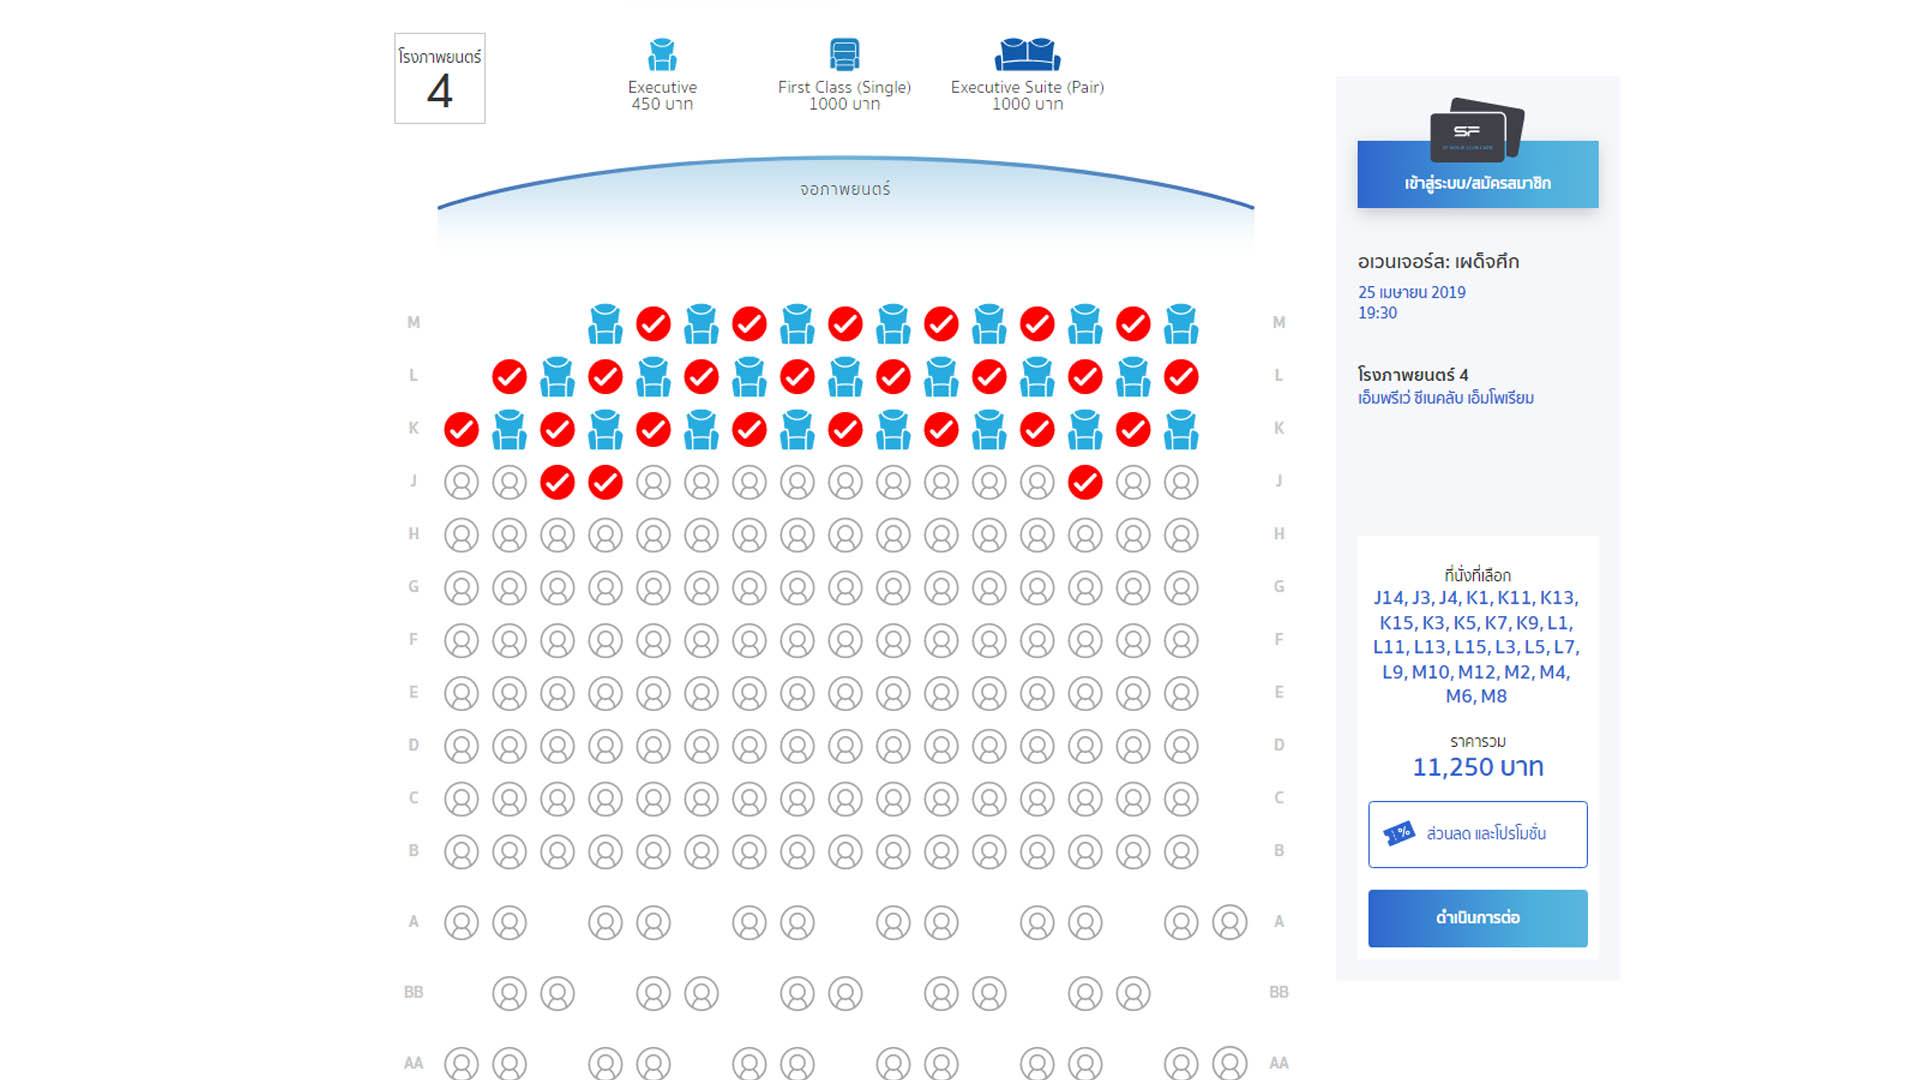 โรงภาพยนตร์
4
Executive
450 บาท
First Class (Single)
1000 บาท
Executive Suite (Pair)
1000 บาท
จอภาพยนตร์
M M
L L
K K
J J
H H
G G
F F
E E
D D
C C
B B
A A
BB BB
AA AA
SF
เข้าสู่ระบบ/สมัครสมาชิก
อเวนเจอร์ส: เผด็จศึก
25 เมษายน 2019
19:30
โรงภาพยนตร์ 4
เอ็มพรีเว่ ซีเนคลับ เอ็มโพเรียม
ที่นั่งที่เลือก
J14, J3, J4, K1, K11, K13,
K15, K3, K5, K7, K9, L1,
L11, L13, L15, L3, L5, L7,
L9, M10, M12, M2, M4,
M6, M8
ราคารวม
11,250 บาท
%
ส่วนลด และโปรโมชั่น
ดำเนินการต่อ